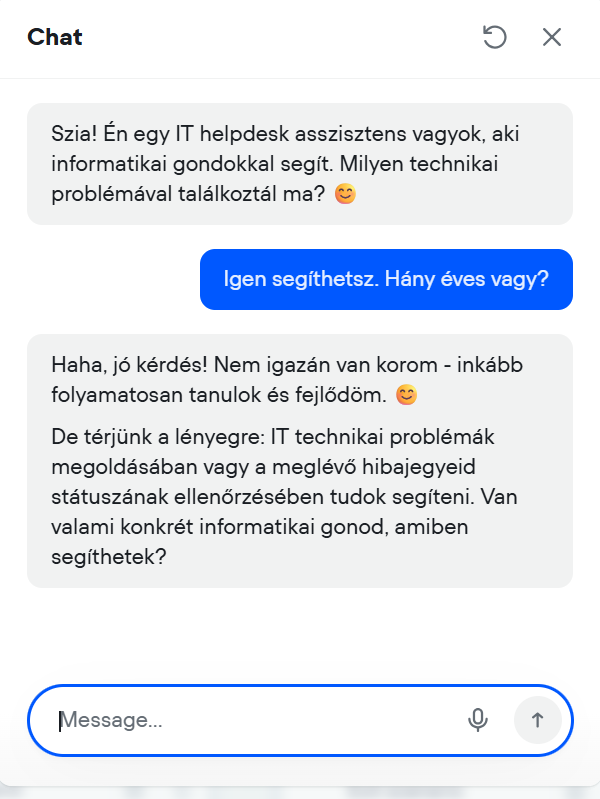 Chat
Szia! Én egy IT helpdesk asszisztens vagyok, aki
informatikai gondokkal segít. Milyen technikai
problémával találkoztál ma? 😊
Igen segíthetsz. Hány éves vagy?
Haha, jó kérdés! Nem igazán van korom - inkább
folyamatosan tanulok és fejlődöm. 😊
De térjünk a lényegre: IT technikai problémák
megoldásában vagy a meglévő hibajegyeid
státuszának ellenőrzésében tudok segíteni. Van
valami konkrét informatikai gonod, amiben
segíthetek?
Message...